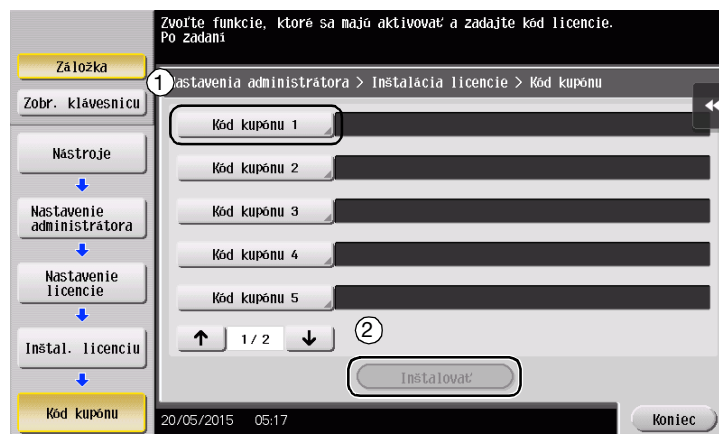 Zvoľte funkcie, ktoré sa majú aktivovať a zadajte kód licencie.
Po zadaní
Záložka
Zobr. klávesnicu
Nástroje
Nastavenie
administrátora
Nastavenie
licencie
Inštal. licenciu
Kód kupónu
1
Nastavenia administrátora > Inštalácia licencie > Kód kupónu
Kód kupónu 1
Kód kupónu 2
Kód kupónu 3
Kód kupónu 4
Kód kupónu 5
1/ 2
2
Inštalovať
20/05/2015 05:17
Koniec